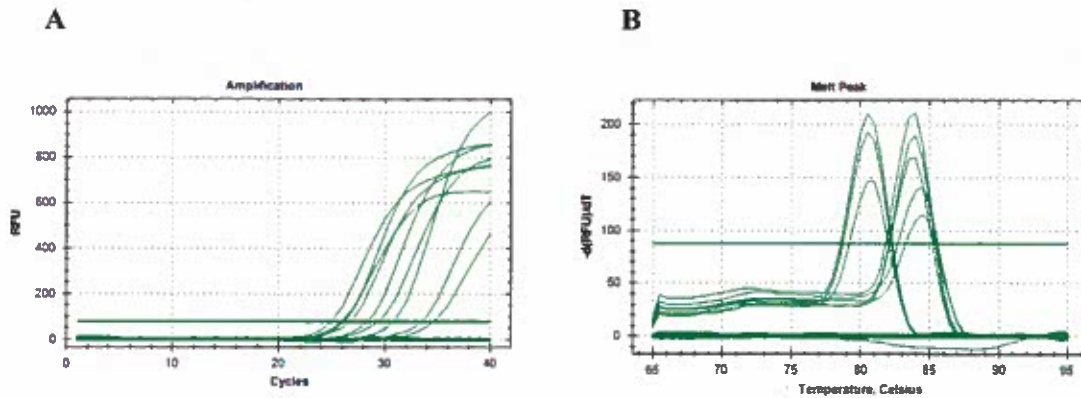 A
B
Amplification
1000
800
600
400
200
0
RFU
0 10 20 30 40
Cycles
Melt Peak
200
150
100
50
0
-d(RFU)/dT
65 70 75 80 85 90 95
Temperature, Celsius